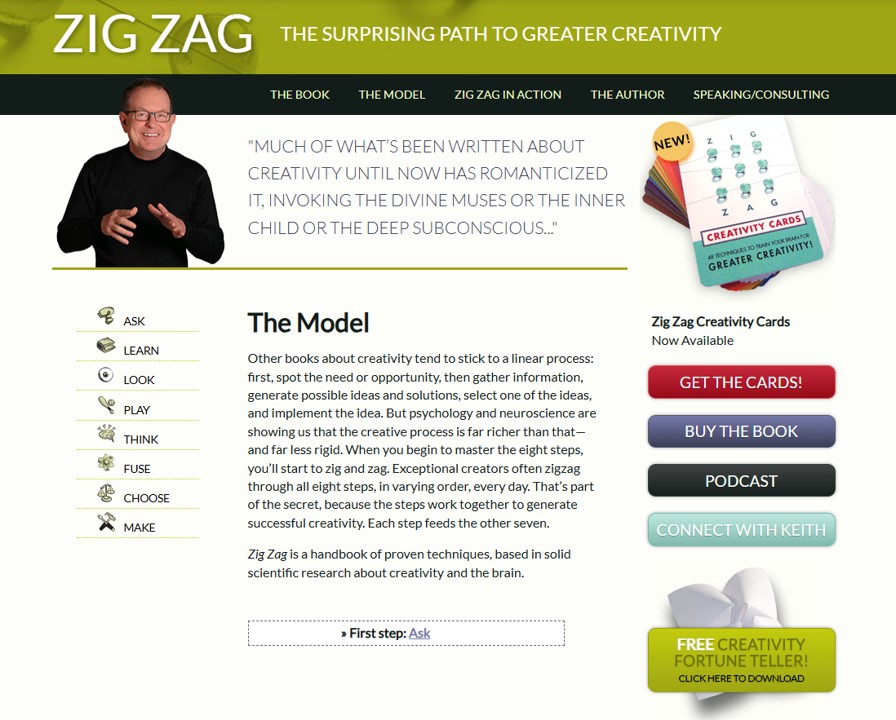 ZIG ZAG
THE SURPRISING PATH TO GREATER CREATIVITY
THE BOOK THE MODEL ZIG ZAG IN ACTION THE AUTHOR SPEAKING/CONSULTING
"MUCH OF WHAT'S BEEN WRITTEN ABOUT
CREATIVITY UNTIL NOW HAS ROMANTICIZED
IT, INVOKING THE DIVINE MUSES OR THE INNER
CHILD OR THE DEEP SUBCONSCIOUS..."
NEW!
Z I G
Z A G
CREATIVITY CARDS
48 TECHNIQUES TO TRAIN YOUR BRAIN FOR
GREATER CREATIVITY!
ASK
LEARN
LOOK
PLAY
THINK
FUSE
CHOOSE
MAKE
The Model
Other books about creativity tend to stick to a linear process:
first, spot the need or opportunity, then gather information,
generate possible ideas and solutions, select one of the ideas,
and implement the idea. But psychology and neuroscience are
showing us that the creative process is far richer than that—
and far less rigid. When you begin to master the eight steps,
you'll start to zig and zag. Exceptional creators often zigzag
through all eight steps, in varying order, every day. That's part
of the secret, because the steps work together to generate
successful creativity. Each step feeds the other seven.
Zig Zag is a handbook of proven techniques, based in solid
scientific research about creativity and the brain.
» First step: Ask
Zig Zag Creativity Cards
Now Available
GET THE CARDS!
BUY THE BOOK
PODCAST
CONNECT WITH KEITH
FREE CREATIVITY
FORTUNE TELLER!
CLICK HERE TO DOWNLOAD